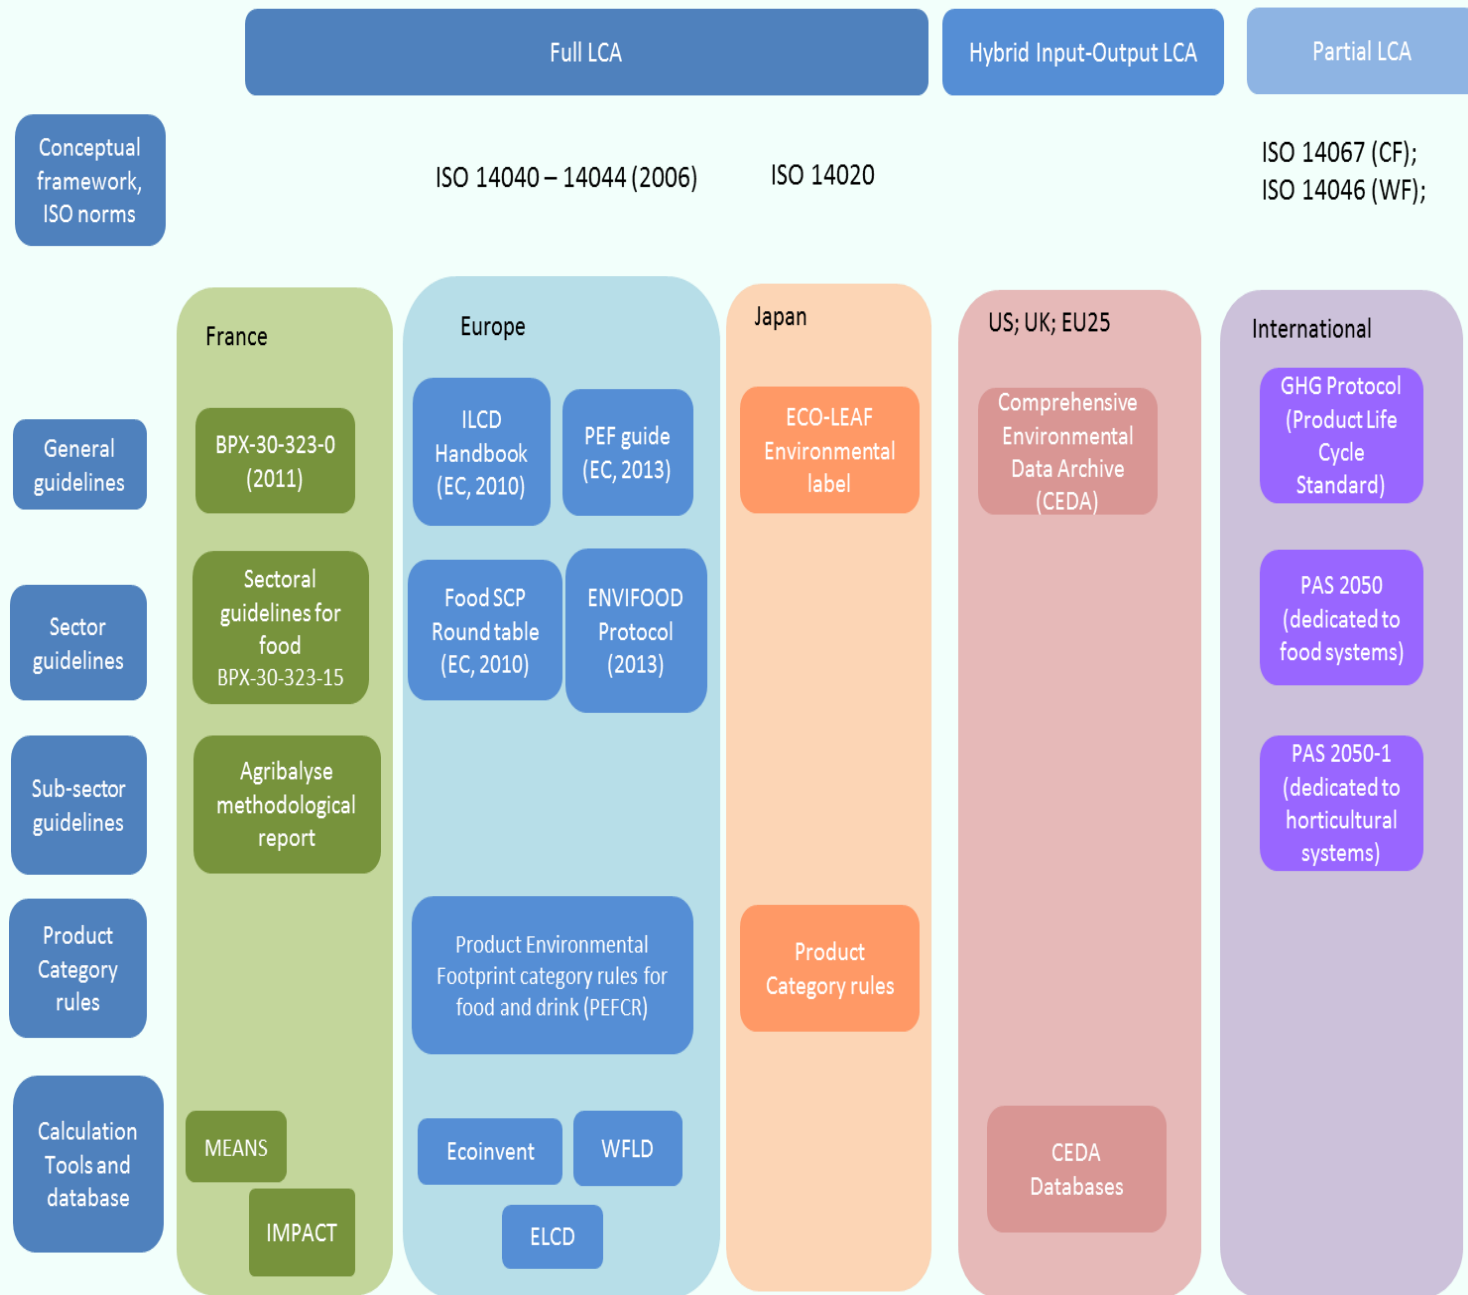 Full LCA
Hybrid Input-Output LCA
Partial LCA
Conceptual
framework,
ISO norms
ISO 14040 – 14044 (2006)
ISO 14020
ISO 14067 (CF);
ISO 14046 (WF);
France
Europe
Japan
US; UK; EU25
International
General
guidelines
BPX-30-323-0
(2011)
ILCD
Handbook
(EC, 2010)
PEF guide
(EC, 2013)
ECO-LEAF
Environmental
label
Comprehensive
Environmental
Data Archive
(CEDA)
GHG Protocol
(Product Life
Cycle
Standard)
Sector
guidelines
Sectoral
guidelines for
food
BPX-30-323-15
Food SCP
Round table
(EC, 2010)
ENVIFOOD
Protocol
(2013)
PAS 2050
(dedicated to
food systems)
Sub-sector
guidelines
Agribalyse
methodological
report
PAS 2050-1
(dedicated to
horticultural
systems)
Product
Category
rules
Product Environmental
Footprint category rules for
food and drink (PEFCR)
Product
Category rules
Calculation
Tools and
database
MEANS
IMPACT
Ecoinvent
WFLD
ELCD
CEDA
Databases